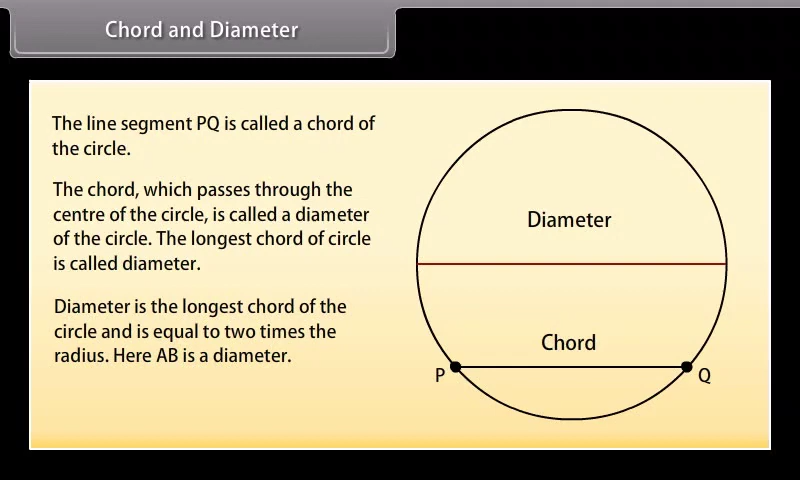 Chord and Diameter
The line segment PQ is called a chord of
the circle.
The chord, which passes through the
centre of the circle, is called a diameter
of the circle. The longest chord of circle
is called diameter.
Diameter is the longest chord of the
circle and is equal to two times the
radius. Here AB is a diameter.
Diameter
Chord
P
Q